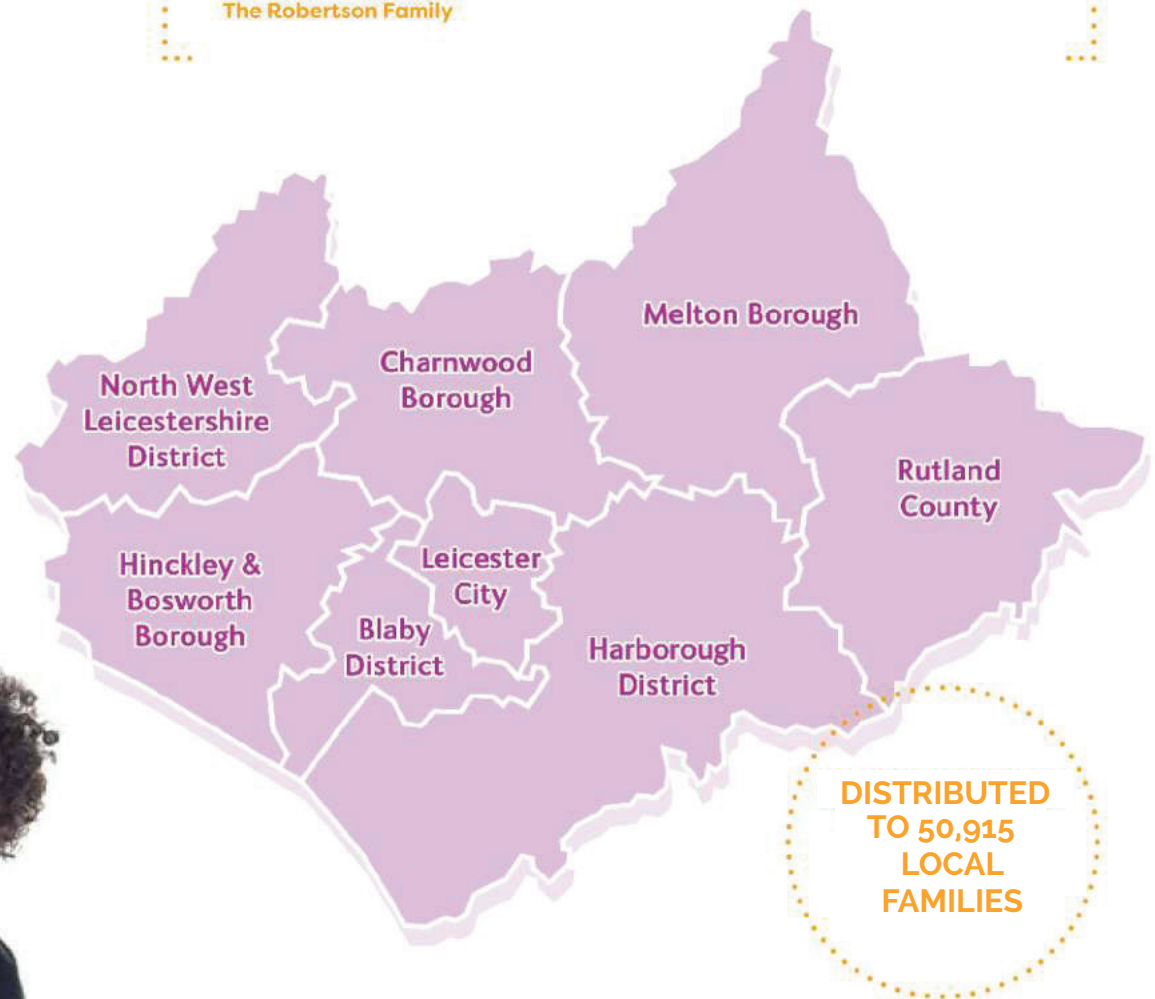 The Robertson Family
Melton Borough
Charnwood
Borough
North West
Leicestershire
District
Rutland
County
Hinckley &
Bosworth
Borough
Leicester
City
Blaby
District
Harborough
District
DISTRIBUTED
TO 50,915
LOCAL
FAMILIES